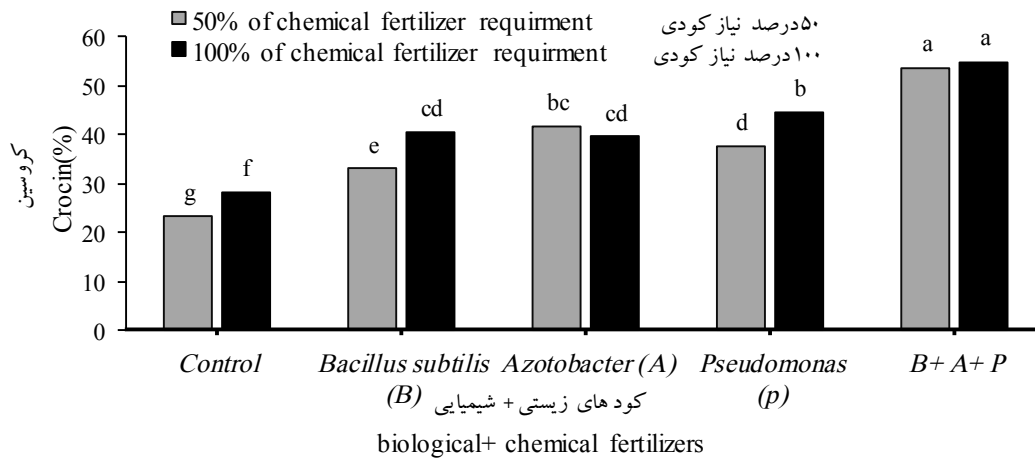 50% of chemical fertilizer requirment ۵۰درصد نیاز کودی
100% of chemical fertilizer requirment ۱۰۰درصد نیاز کودی
کروسین
Crocin(%)
60
50
40
30
20
10
0
g f e cd bc cd d b a a
Control Bacillus subtilis (B) Azotobacter (A) Pseudomonas (p) B+ A+ P
کود های زیستی + شیمیایی
biological+ chemical fertilizers